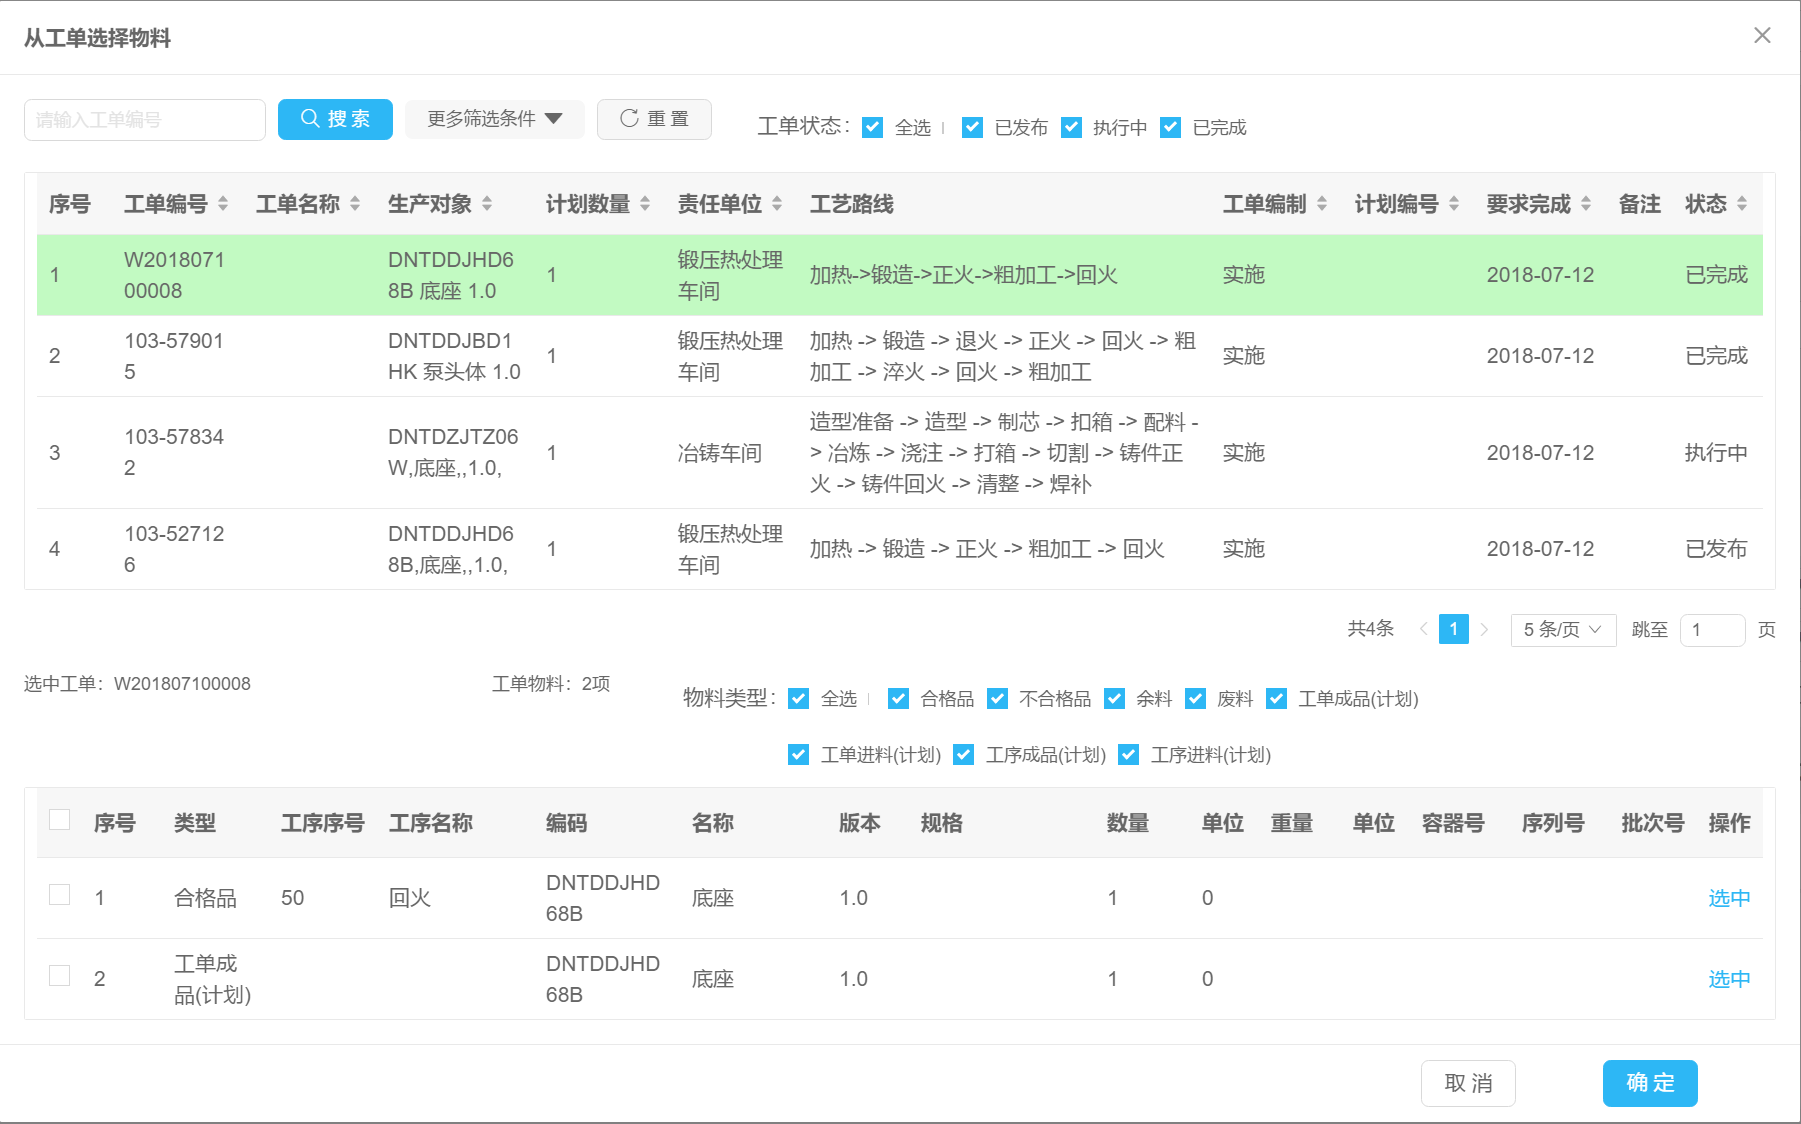 从工单选择物料
请输入工单编号 搜 索 更多筛选条件 重 置 工单状态： 全选 已发布 执行中 已完成
序号 工单编号 工单名称 生产对象 计划数量 责任单位 工艺路线 工单编制 计划编号 要求完成 备注 状态
1 W201807100008 DNTDDJHD68B 底座 1.0 1 锻压热处理车间 加热->锻造->正火->粗加工->回火 实施 2018-07-12 已完成
2 103-579015 DNTDDJBD1HK 泵头体 1.0 1 锻压热处理车间 加热 -> 锻造 -> 退火 -> 正火 -> 回火 -> 粗加工 -> 淬火 -> 回火 -> 粗加工 实施 2018-07-12 已完成
3 103-578342 DNTDZJTZ06W,底座,,1.0, 1 冶铸车间 造型准备 -> 造型 -> 制芯 -> 扣箱 -> 配料 -> 冶炼 -> 浇注 -> 打箱 -> 切割 -> 铸件正火 -> 铸件回火 -> 清整 -> 焊补 实施 2018-07-12 执行中
4 103-527126 DNTDDJHD68B,底座,,1.0, 1 锻压热处理车间 加热 -> 锻造 -> 正火 -> 粗加工 -> 回火 实施 2018-07-12 已发布
共4条 1 5 条/页 跳至 1 页
选中工单：W201807100008 工单物料：2项 物料类型： 全选 合格品 不合格品 余料 废料 工单成品(计划)
工单进料(计划) 工序成品(计划) 工序进料(计划)
序号 类型 工序序号 工序名称 编码 名称 版本 规格 数量 单位 重量 单位 容器号 序列号 批次号 操作
1 合格品 50 回火 DNTDDJHD68B 底座 1.0 1 0 选中
2 工单成品(计划) DNTDDJHD68B 底座 1.0 1 0 选中
取 消 确 定